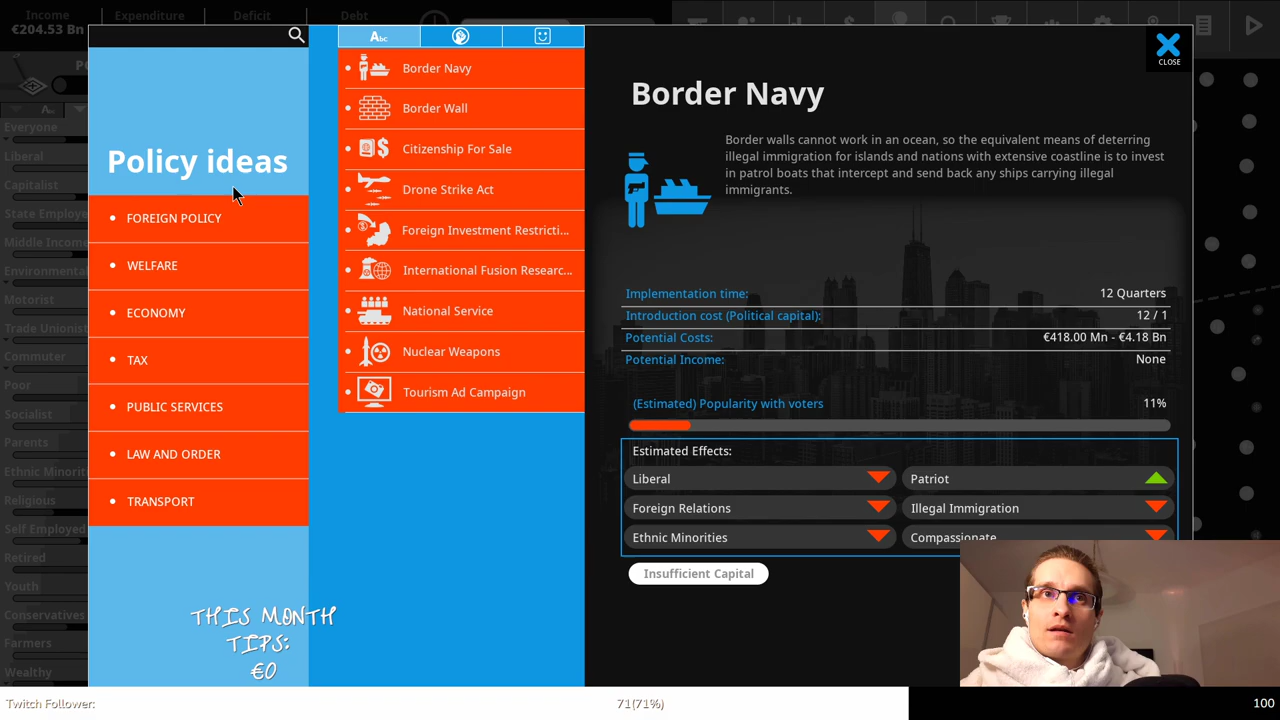 Income
Expenditure
Deficit
Debt
€204.53 Bn
Abc
CLOSE
Everyone
Liberal
Capitalist
State Employe
Middle Income
Environmental
Motorist
Trade Unionist
Commuter
Poor
Socialist
Parents
Ethnic Minoriti
Religious
Self Employed
Retired
Youth
Conservatives
Farmers
Wealthy
Policy ideas
FOREIGN POLICY
WELFARE
ECONOMY
TAX
PUBLIC SERVICES
LAW AND ORDER
TRANSPORT
THIS MONTH
TIPS:
€0
Border Navy
Border Wall
Citizenship For Sale
Drone Strike Act
Foreign Investment Restricti...
International Fusion Researc...
National Service
Nuclear Weapons
Tourism Ad Campaign
Border Navy
Border walls cannot work in an ocean, so the equivalent means of deterring
illegal immigration for islands and nations with extensive coastline is to invest
in patrol boats that intercept and send back any ships carrying illegal
immigrants.
Implementation time: 12 Quarters
Introduction cost (Political capital): 12 / 1
Potential Costs: €418.00 Mn - €4.18 Bn
Potential Income: None
(Estimated) Popularity with voters 11%
Estimated Effects:
Liberal Patriot
Foreign Relations Illegal Immigration
Ethnic Minorities Compassionate
Insufficient Capital
Twitch Follower: 71(71%) 100